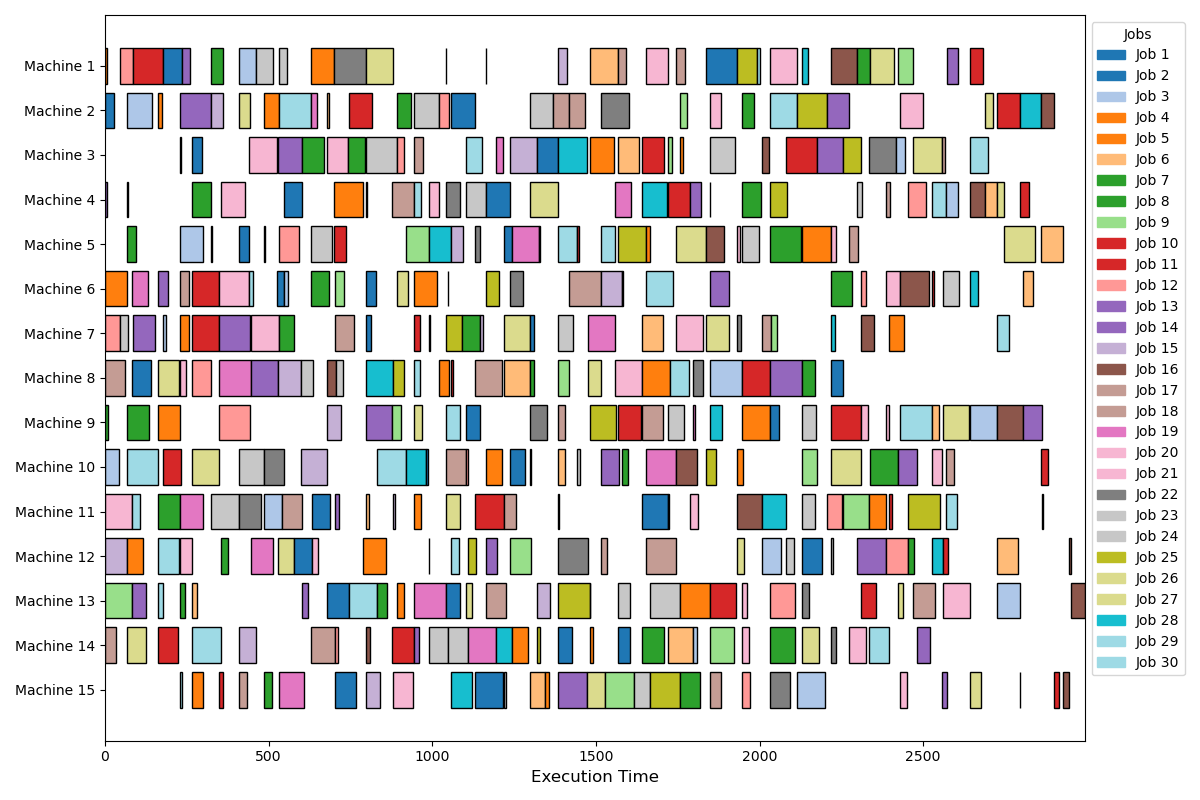 Machine 1
Machine 2
Machine 3
Machine 4
Machine 5
Machine 6
Machine 7
Machine 8
Machine 9
Machine 10
Machine 11
Machine 12
Machine 13
Machine 14
Machine 15
0 500 1000 1500 2000 2500
Execution Time
Jobs
Job 1
Job 2
Job 3
Job 4
Job 5
Job 6
Job 7
Job 8
Job 9
Job 10
Job 11
Job 12
Job 13
Job 14
Job 15
Job 16
Job 17
Job 18
Job 19
Job 20
Job 21
Job 22
Job 23
Job 24
Job 25
Job 26
Job 27
Job 28
Job 29
Job 30